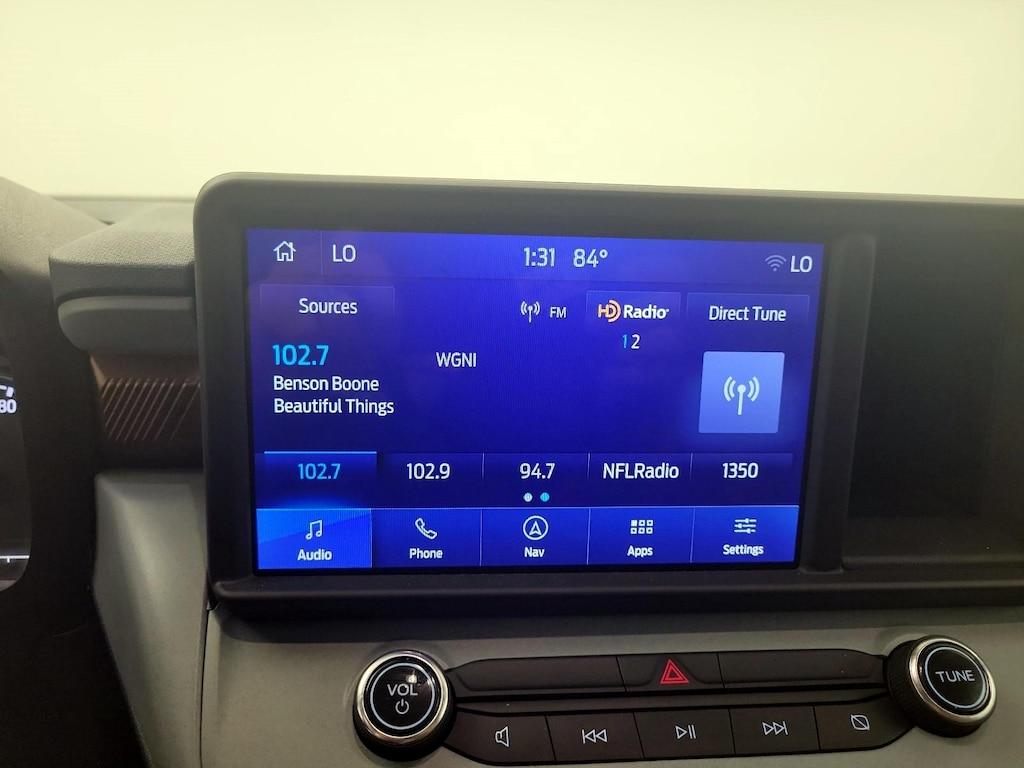 LO 1:31 84° LO
Sources FM HD Radio Direct Tune
1 2
102.7 WGNI
Benson Boone
Beautiful Things
102.7 102.9 94.7 NFLRadio 1350
Audio Phone Nav Apps Settings
80
VOL TUNE